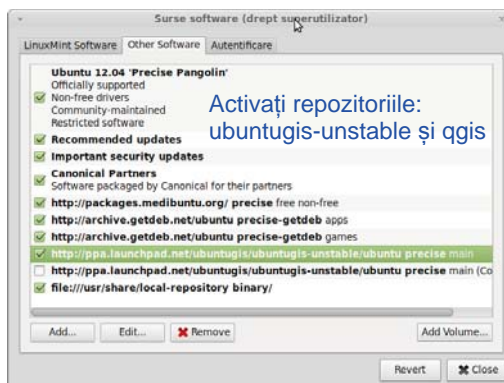 Surse software (drept superutilizator)
LinuxMint Software Other Software Autentificare
Ubuntu 12.04 'Precise Pangolin'
Officially supported
Non-free drivers
Community-maintained
Restricted software
Activați repozitoriile:
ubuntugis-unstable și qgis
Recommended updates
Important security updates
Canonical Partners
Software packaged by Canonical for their partners
http://packages.medibuntu.org/ precise free non-free
http://archive.getdeb.net/ubuntu precise-getdeb apps
http://archive.getdeb.net/ubuntu precise-getdeb games
http://ppa.launchpad.net/ubuntugis/ubuntugis-unstable/ubuntu precise main
http://ppa.launchpad.net/ubuntugis/ubuntugis-unstable/ubuntu precise main (Co
file:///usr/share/local-repository binary/
Add... Edit... Remove Add Volume...
Revert Close